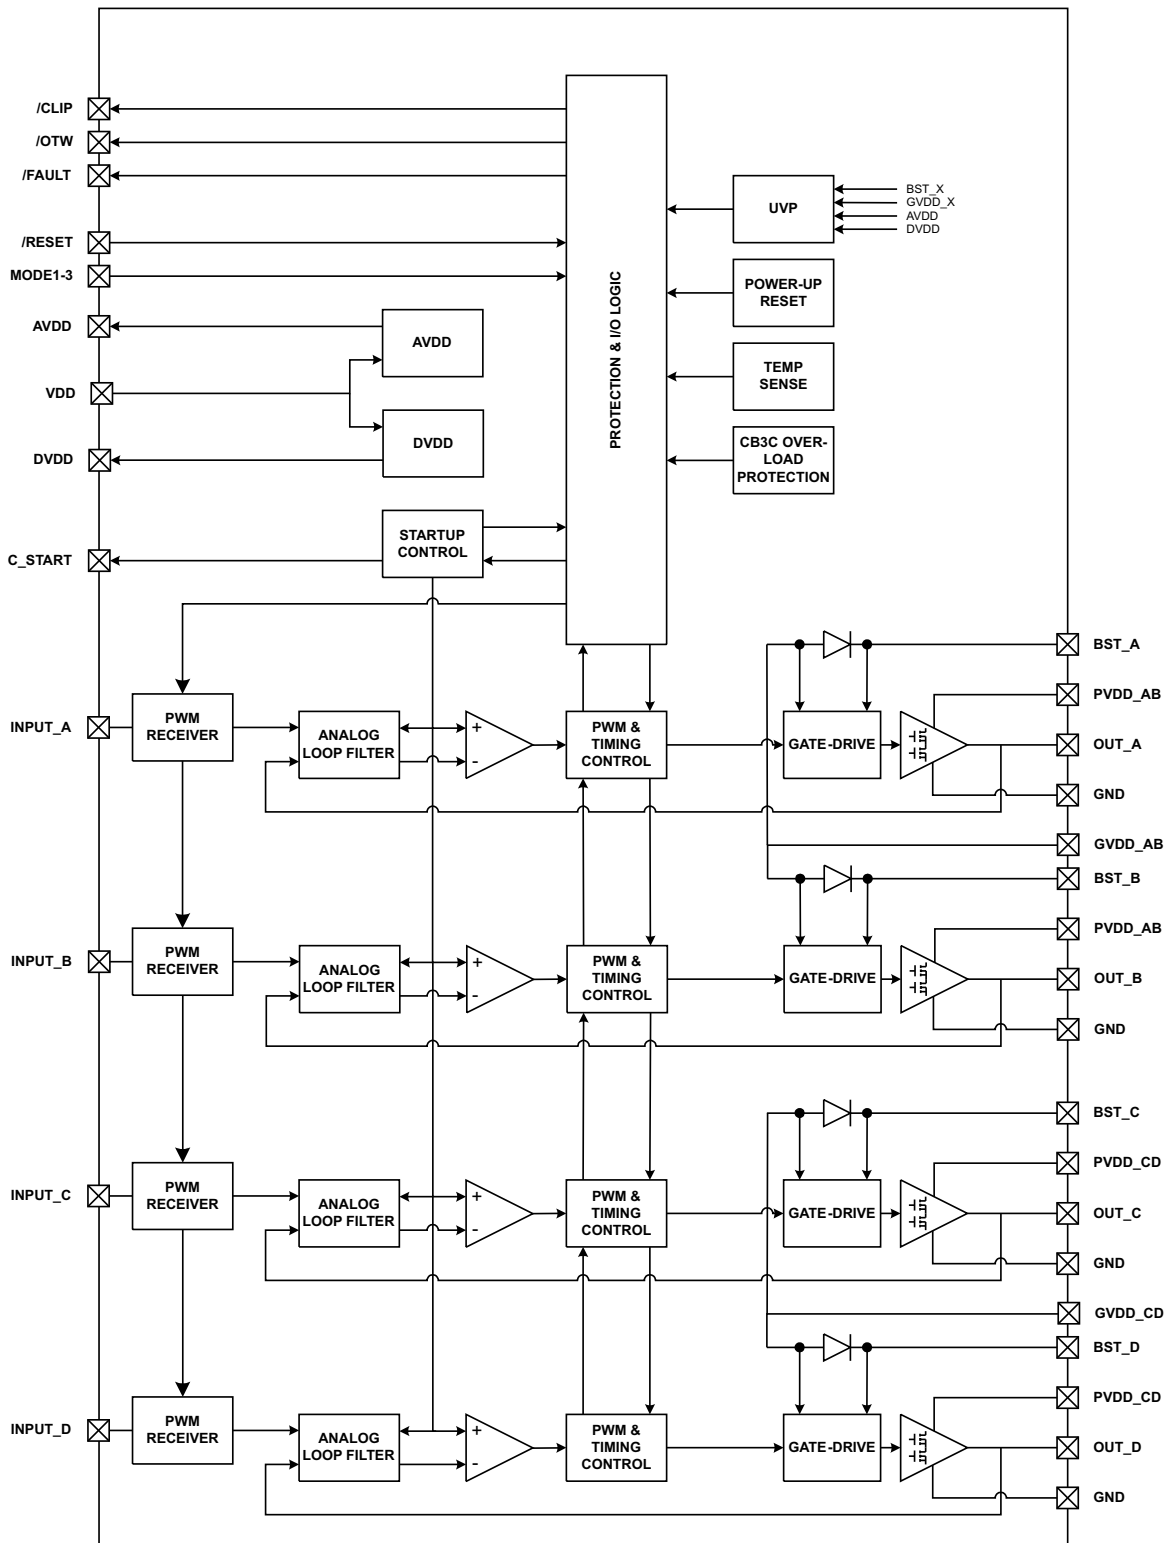 /CLIP
/OTW
/FAULT
/RESET
MODE1-3
AVDD
VDD
DVDD
C_START
PROTECTION & I/O LOGIC
UVP
BST_X
GVDD_X
AVDD
DVDD
POWER-UP
RESET
TEMP
SENSE
CB3C OVER-
LOAD
PROTECTION
AVDD
DVDD
STARTUP
CONTROL
INPUT_A
PWM
RECEIVER
ANALOG
LOOP FILTER
+
-
PWM &
TIMING
CONTROL
GATE-DRIVE
BST_A
PVDD_AB
OUT_A
GND
GVDD_AB
INPUT_B
PWM
RECEIVER
ANALOG
LOOP FILTER
+
-
PWM &
TIMING
CONTROL
GATE-DRIVE
BST_B
PVDD_AB
OUT_B
GND
INPUT_C
PWM
RECEIVER
ANALOG
LOOP FILTER
+
-
PWM &
TIMING
CONTROL
GATE-DRIVE
BST_C
PVDD_CD
OUT_C
GND
GVDD_CD
INPUT_D
PWM
RECEIVER
ANALOG
LOOP FILTER
+
-
PWM &
TIMING
CONTROL
GATE-DRIVE
BST_D
PVDD_CD
OUT_D
GND